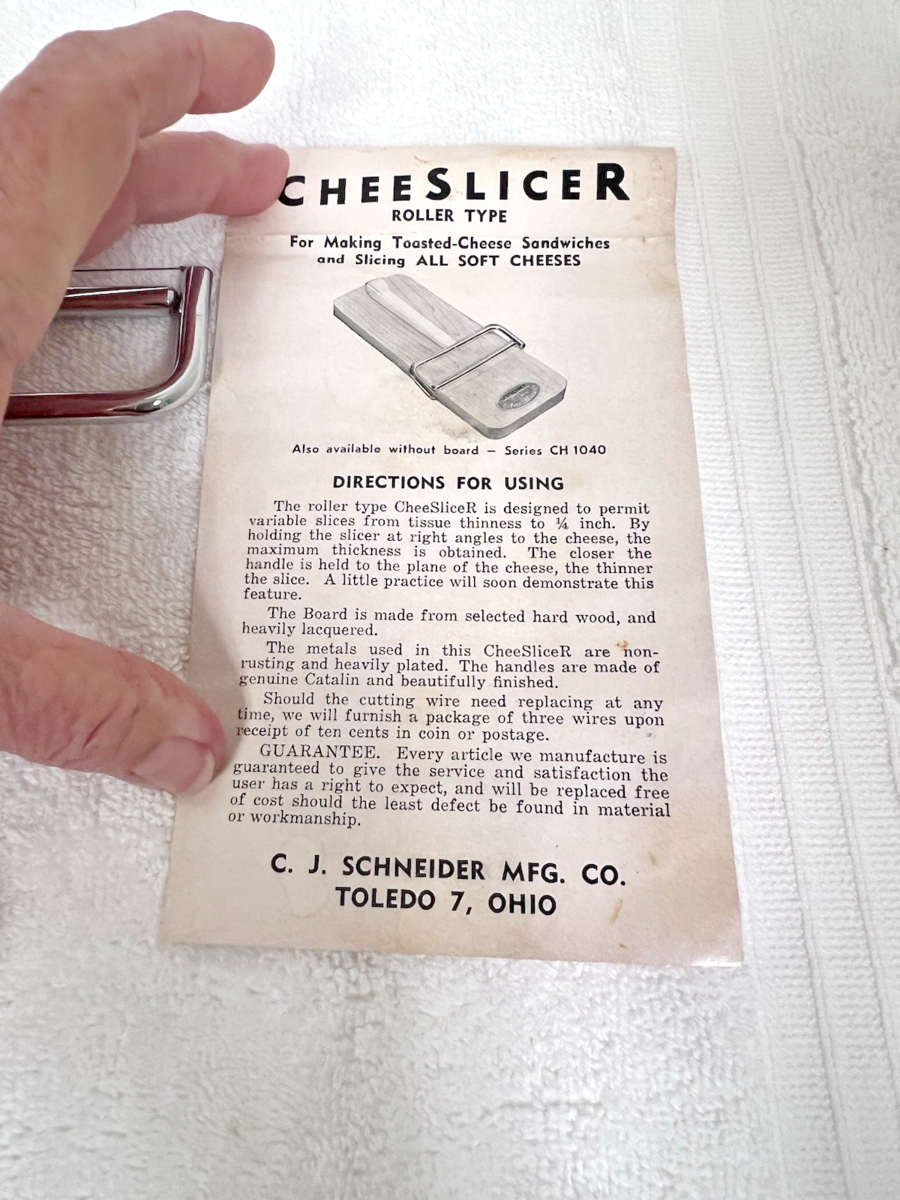 CHEESLICER
ROLLER TYPE
For Making Toasted-Cheese Sandwiches
and Slicing ALL SOFT CHEESES
Also available without board — Series CH 1040
DIRECTIONS FOR USING
The roller type CheeSliceR is designed to permit
variable slices from tissue thinness to ¼ inch. By
holding the slicer at right angles to the cheese, the
maximum thickness is obtained. The closer the
handle is held to the plane of the cheese, the thinner
the slice. A little practice will soon demonstrate this
feature.
The Board is made from selected hard wood, and
heavily lacquered.
The metals used in this CheeSliceR are non-
rusting and heavily plated. The handles are made of
genuine Catalin and beautifully finished.
Should the cutting wire need replacing at any
time, we will furnish a package of three wires upon
receipt of ten cents in coin or postage.
GUARANTEE. Every article we manufacture is
guaranteed to give the service and satisfaction the
user has a right to expect, and will be replaced free
of cost should the least defect be found in material
or workmanship.
C. J. SCHNEIDER MFG. CO.
TOLEDO 7, OHIO